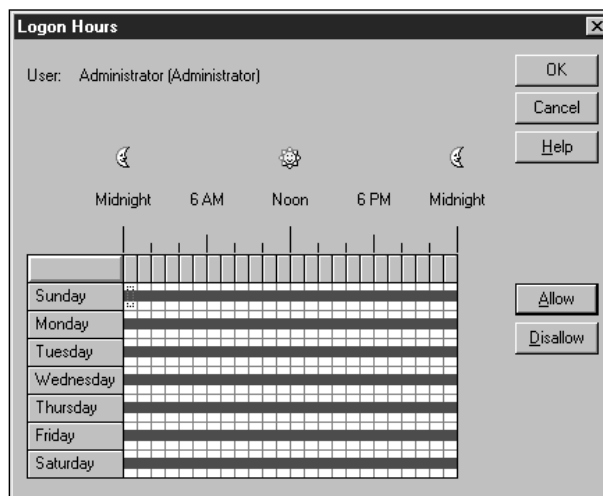 Logon Hours
User: Administrator (Administrator)
OK
Cancel
Help
Midnight 6 AM Noon 6 PM Midnight
Sunday
Monday
Tuesday
Wednesday
Thursday
Friday
Saturday
Allow
Disallow